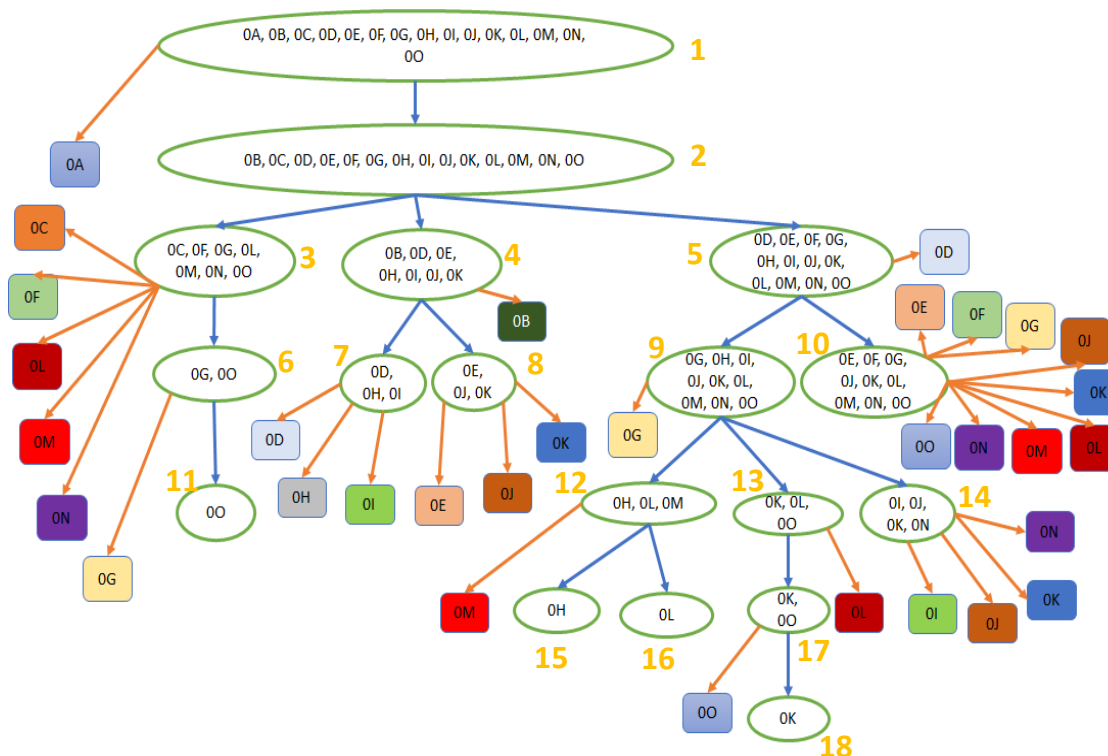 0A, 0B, 0C, 0D, 0E, 0F, 0G, 0H, 0I, 0J, 0K, 0L, 0M, 0N,
0O
1
0A
0B, 0C, 0D, 0E, 0F, 0G, 0H, 0I, 0J, 0K, 0L, 0M, 0N, 0O
2
0C
0C, 0F, 0G, 0L,
0M, 0N, 0O
3
0B, 0D, 0E,
0H, 0I, 0J, 0K
4
5
0D, 0E, 0F, 0G,
0H, 0I, 0J, 0K,
0L, 0M, 0N, 0O
0D
0F
0B
0E
0F
0G
0J
0L
6
0G, 0O
7
0D,
0H, 0I
0E,
0J, 0K
8
9
0G, 0H, 0I,
0J, 0K, 0L,
0M, 0N, 0O
10
0E, 0F, 0G,
0J, 0K, 0L,
0M, 0N, 0O
0K
0M
0D
0K
0G
0O
0N
0M
0L
11
0O
0H
0I
0E
0J
12
0H, 0L, 0M
13
0K, 0L,
0O
0I, 0J,
0K, 0N
14
0N
0N
0G
0K
0M
0H
0L
0K,
0O
0L
0I
0J
15
16
17
0O
0K
18